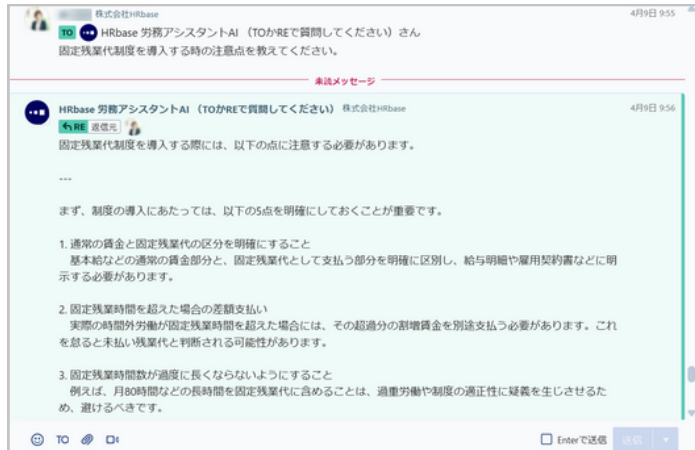 株式会社HRbase 4月9日 9:55
TO HRbase 労務アシスタントAI （TOかREで質問してください）さん
固定残業代制度を導入する時の注意点を教えてください。
未読メッセージ
HRbase 労務アシスタントAI （TOかREで質問してください） 株式会社HRbase 4月9日 9:56
RE 返信元
固定残業代制度を導入する際には、以下の点に注意する必要があります。
---
まず、制度の導入にあたっては、以下の5点を明確にしておくことが重要です。
1. 通常の賃金と固定残業代の区分を明確にすること
基本給などの通常の賃金部分と、固定残業代として支払う部分を明確に区別し、給与明細や雇用契約書などに明
示する必要があります。
2. 固定残業時間を超えた場合の差額支払い
実際の時間外労働が固定残業時間を超えた場合には、その超過分の割増賃金を別途支払う必要があります。これ
を怠ると未払い残業代と判断される可能性があります。
3. 固定残業時間数が過度に長くならないようにすること
例えば、月80時間などの長時間を固定残業代に含めることは、過重労働や制度の適正性に疑義を生じさせるた
め、避けるべきです。
TO Enterで送信 送信